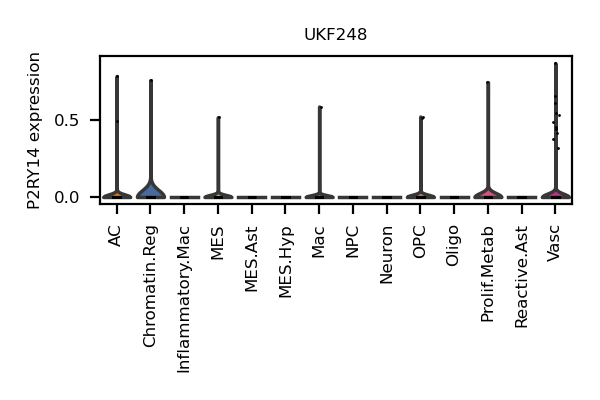 UKF248
P2RY14 expression
0.5
0.0
AC
Chromatin.Reg
Inflammatory.Mac
MES
MES.Ast
MES.Hyp
Mac
NPC
Neuron
OPC
Oligo
Prolif.Metab
Reactive.Ast
Vasc